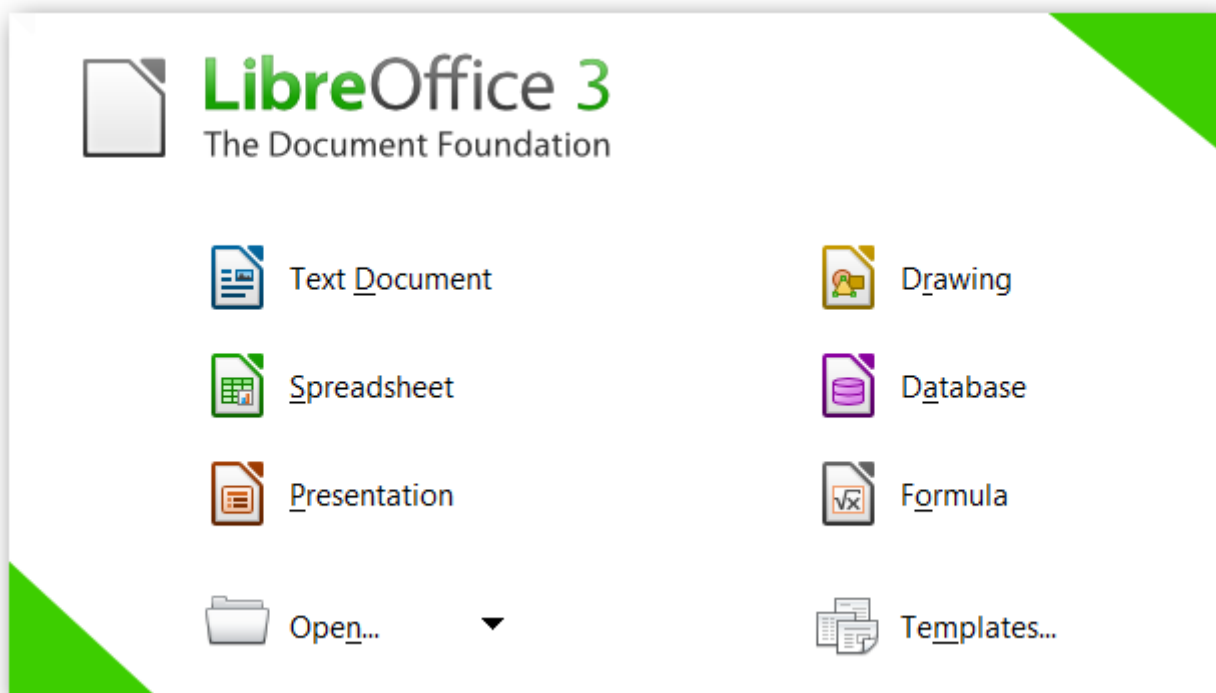 LibreOffice 3
The Document Foundation
Text Document
Drawing
Spreadsheet
Database
Presentation
Formula
Open...
Templates...